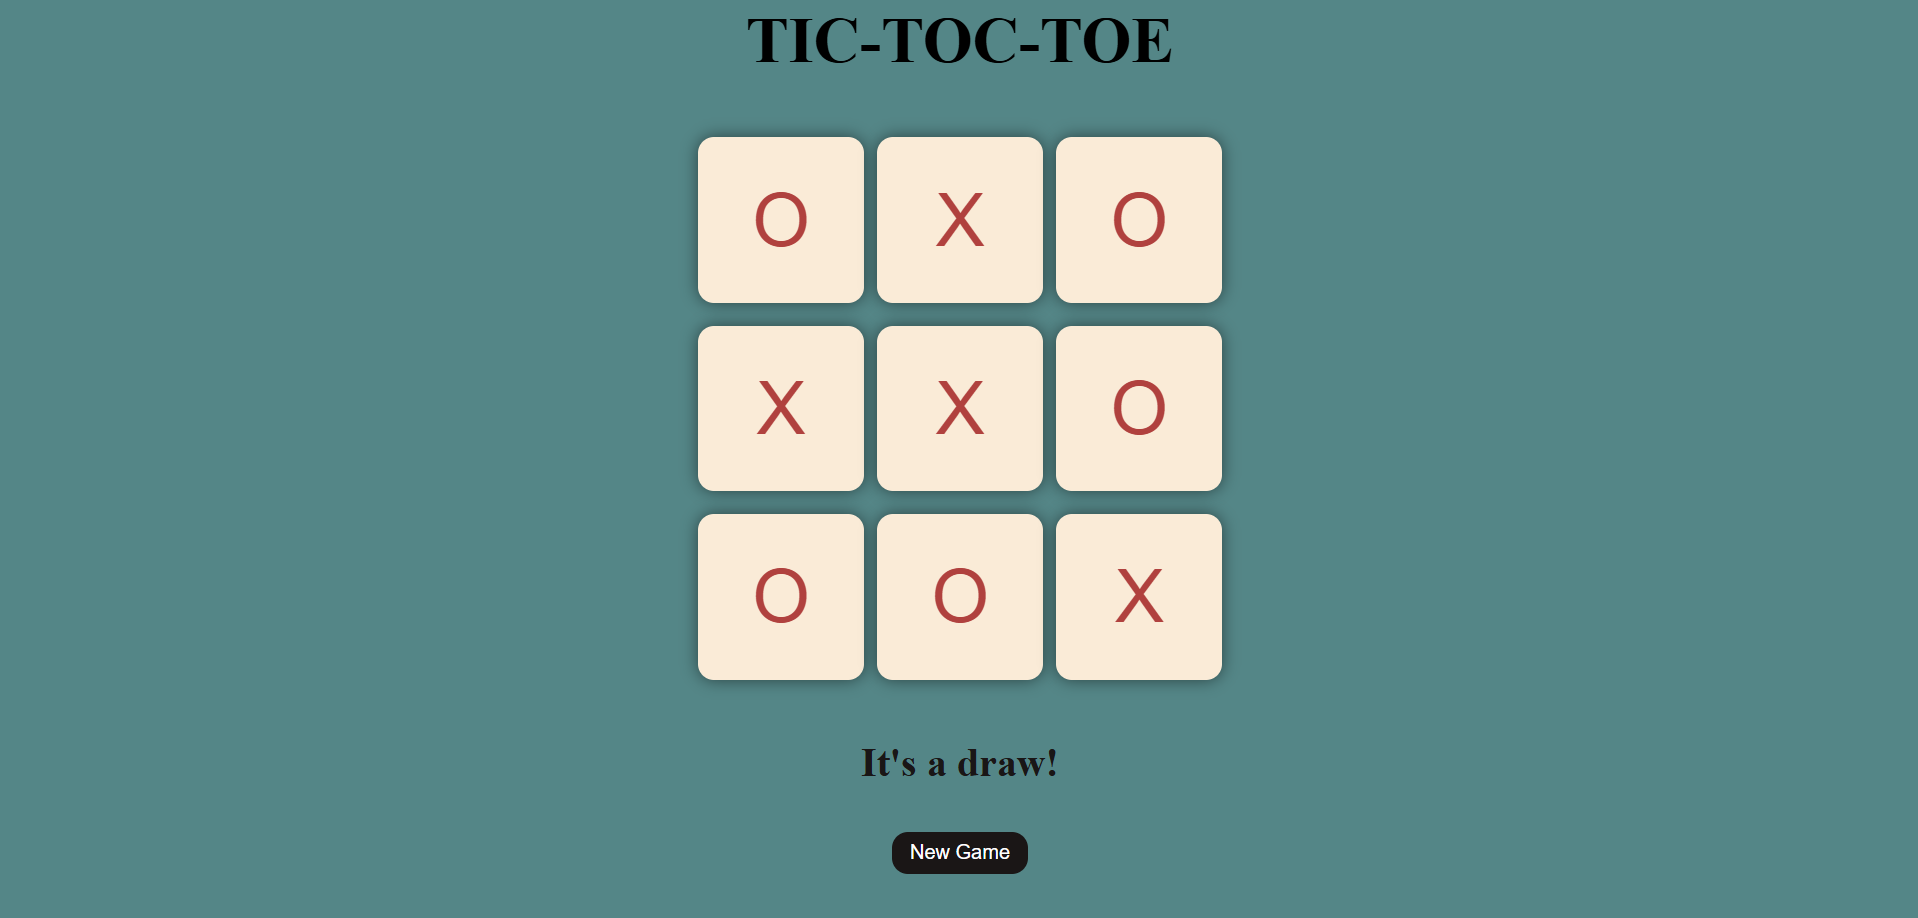 TIC-TOC-TOE
O X O
X X O
O O X
It's a draw!
New Game